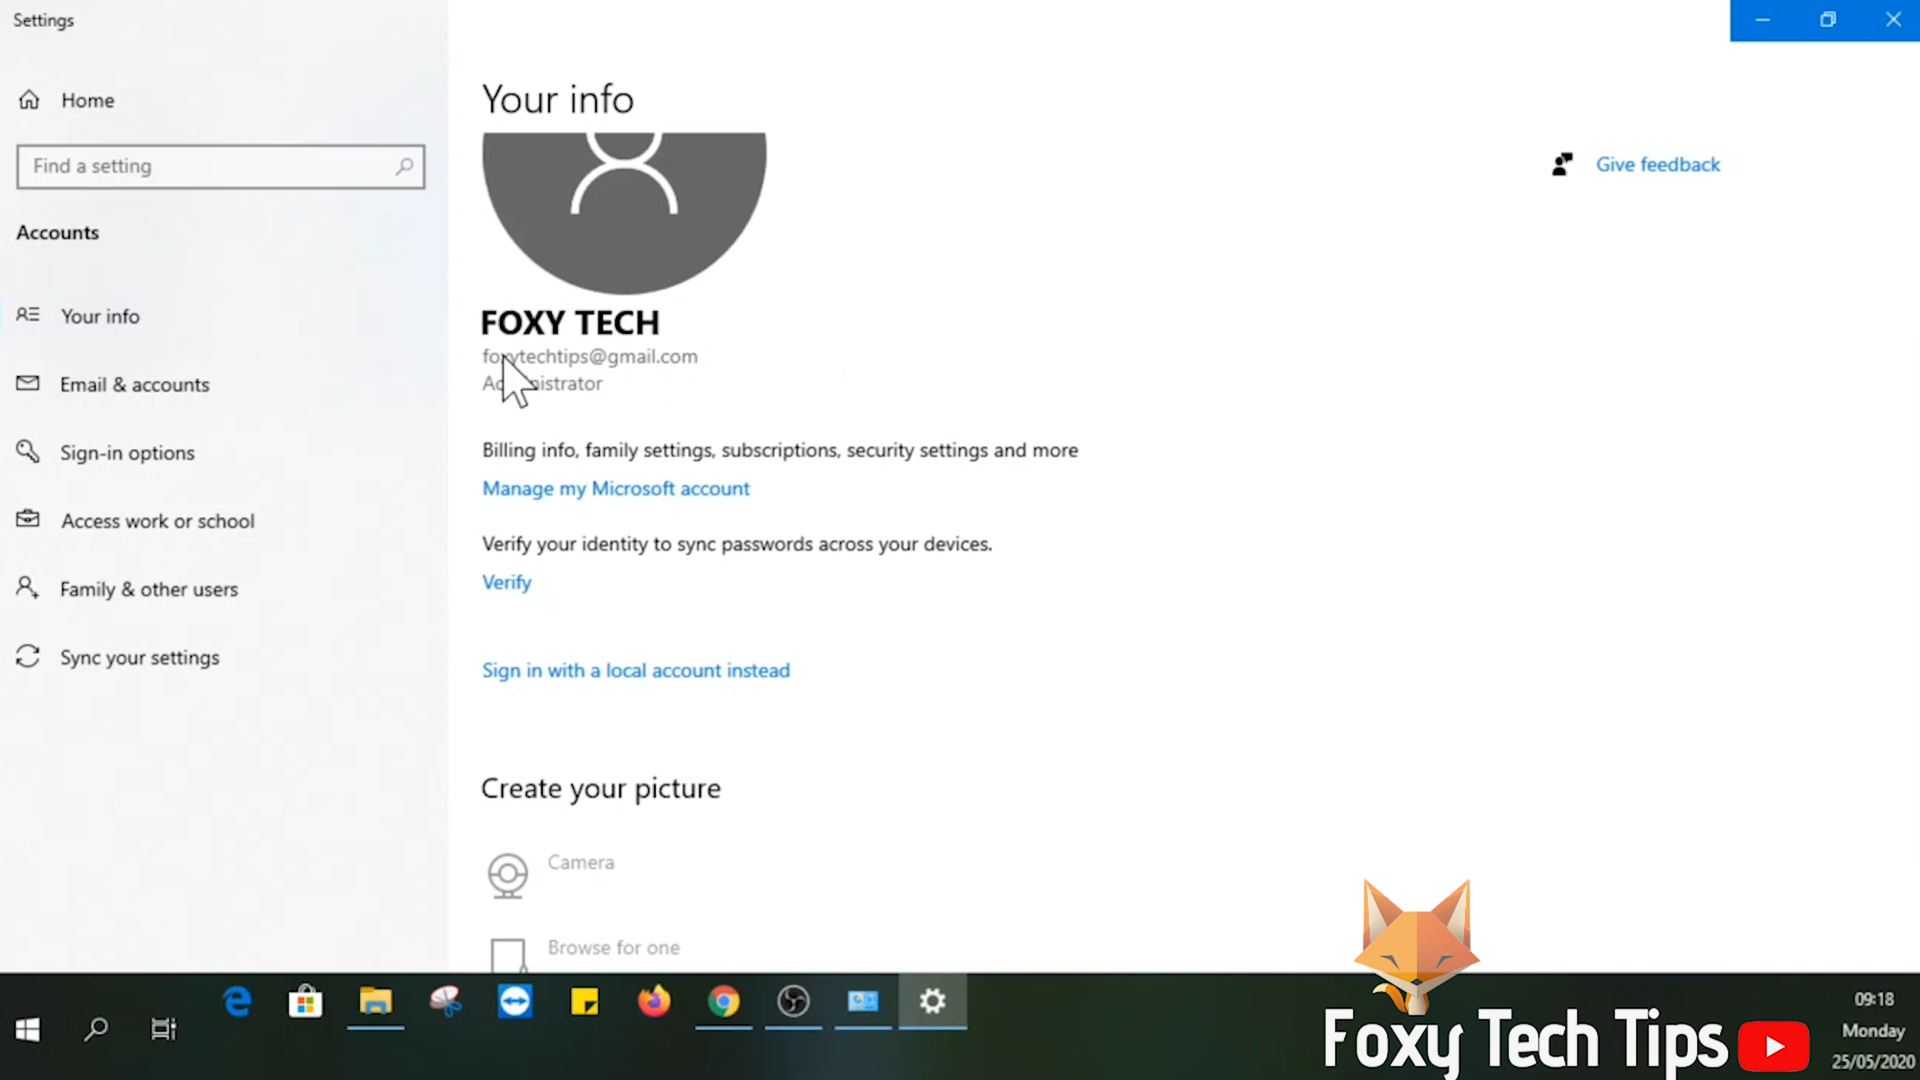 Settings
Home
Find a setting
Accounts
Your info
Email & accounts
Sign-in options
Access work or school
Family & other users
Sync your settings
Your info
FOXY TECH
foxytechtips@gmail.com
Administrator
Billing info, family settings, subscriptions, security settings and more
Manage my Microsoft account
Verify your identity to sync passwords across your devices.
Verify
Sign in with a local account instead
Create your picture
Camera
Browse for one
Give feedback
Foxy Tech Tips
09:18
Monday
25/05/2020